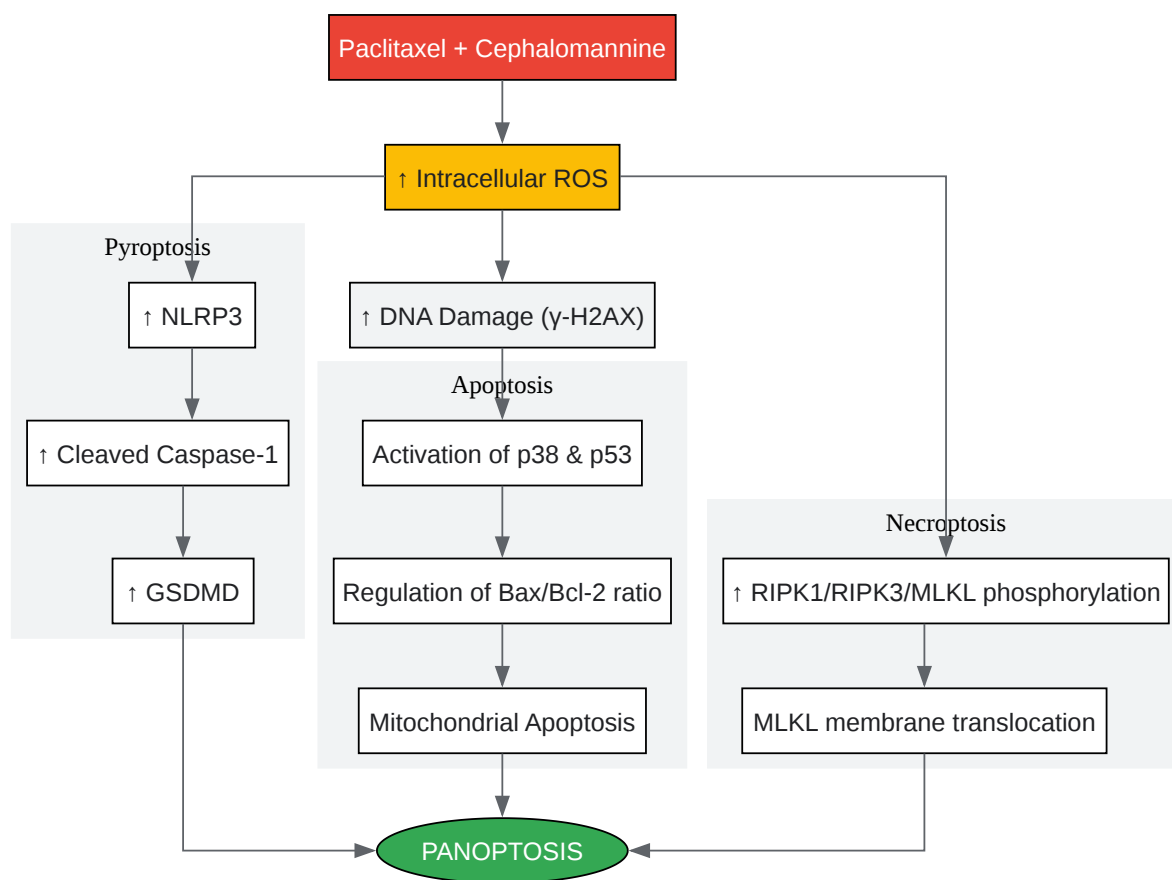 Paclitaxel + Cephalomannine
↑ Intracellular ROS
Pyroptosis
↑ NLRP3
↑ DNA Damage (γ-H2AX)
Apoptosis
↑ Cleaved Caspase-1
Activation of p38 & p53
Necroptosis
↑ GSDMD
Regulation of Bax/Bcl-2 ratio
↑ RIPK1/RIPK3/MLKL phosphorylation
Mitochondrial Apoptosis
MLKL membrane translocation
PANOPTOSIS